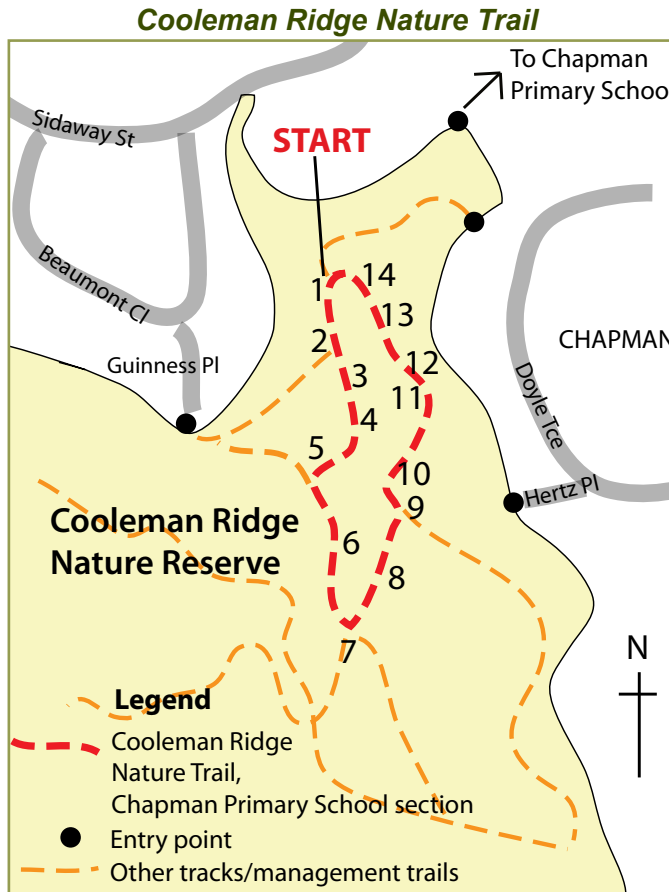 Cooleman Ridge Nature Trail
To Chapman
Primary School
Sidaway St
START
Beaumont Cl
1
14
13
2
12
CHAPMAN
Guinness Pl
3
11
Doyle Tce
4
5
10
Hertz Pl
9
Cooleman Ridge
Nature Reserve
6
8
7
N
Legend
Cooleman Ridge
Nature Trail,
Chapman Primary School section
Entry point
Other tracks/management trails